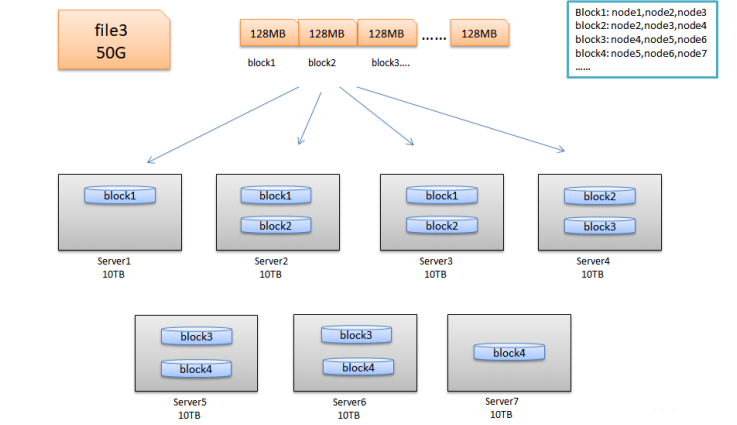 file3
50G
128MB 128MB 128MB ...... 128MB
block1 block2 block3....
Block1: node1,node2,node3
block2: node2,node3,node4
block3: node4,node5,node6
block4: node5,node6,node7
......
block1 block1 block1 block2
block2 block2 block3
Server1 Server2 Server3 Server4
10TB 10TB 10TB 10TB
block3 block3 block4
block4 block4
Server5 Server6 Server7
10TB 10TB 10TB